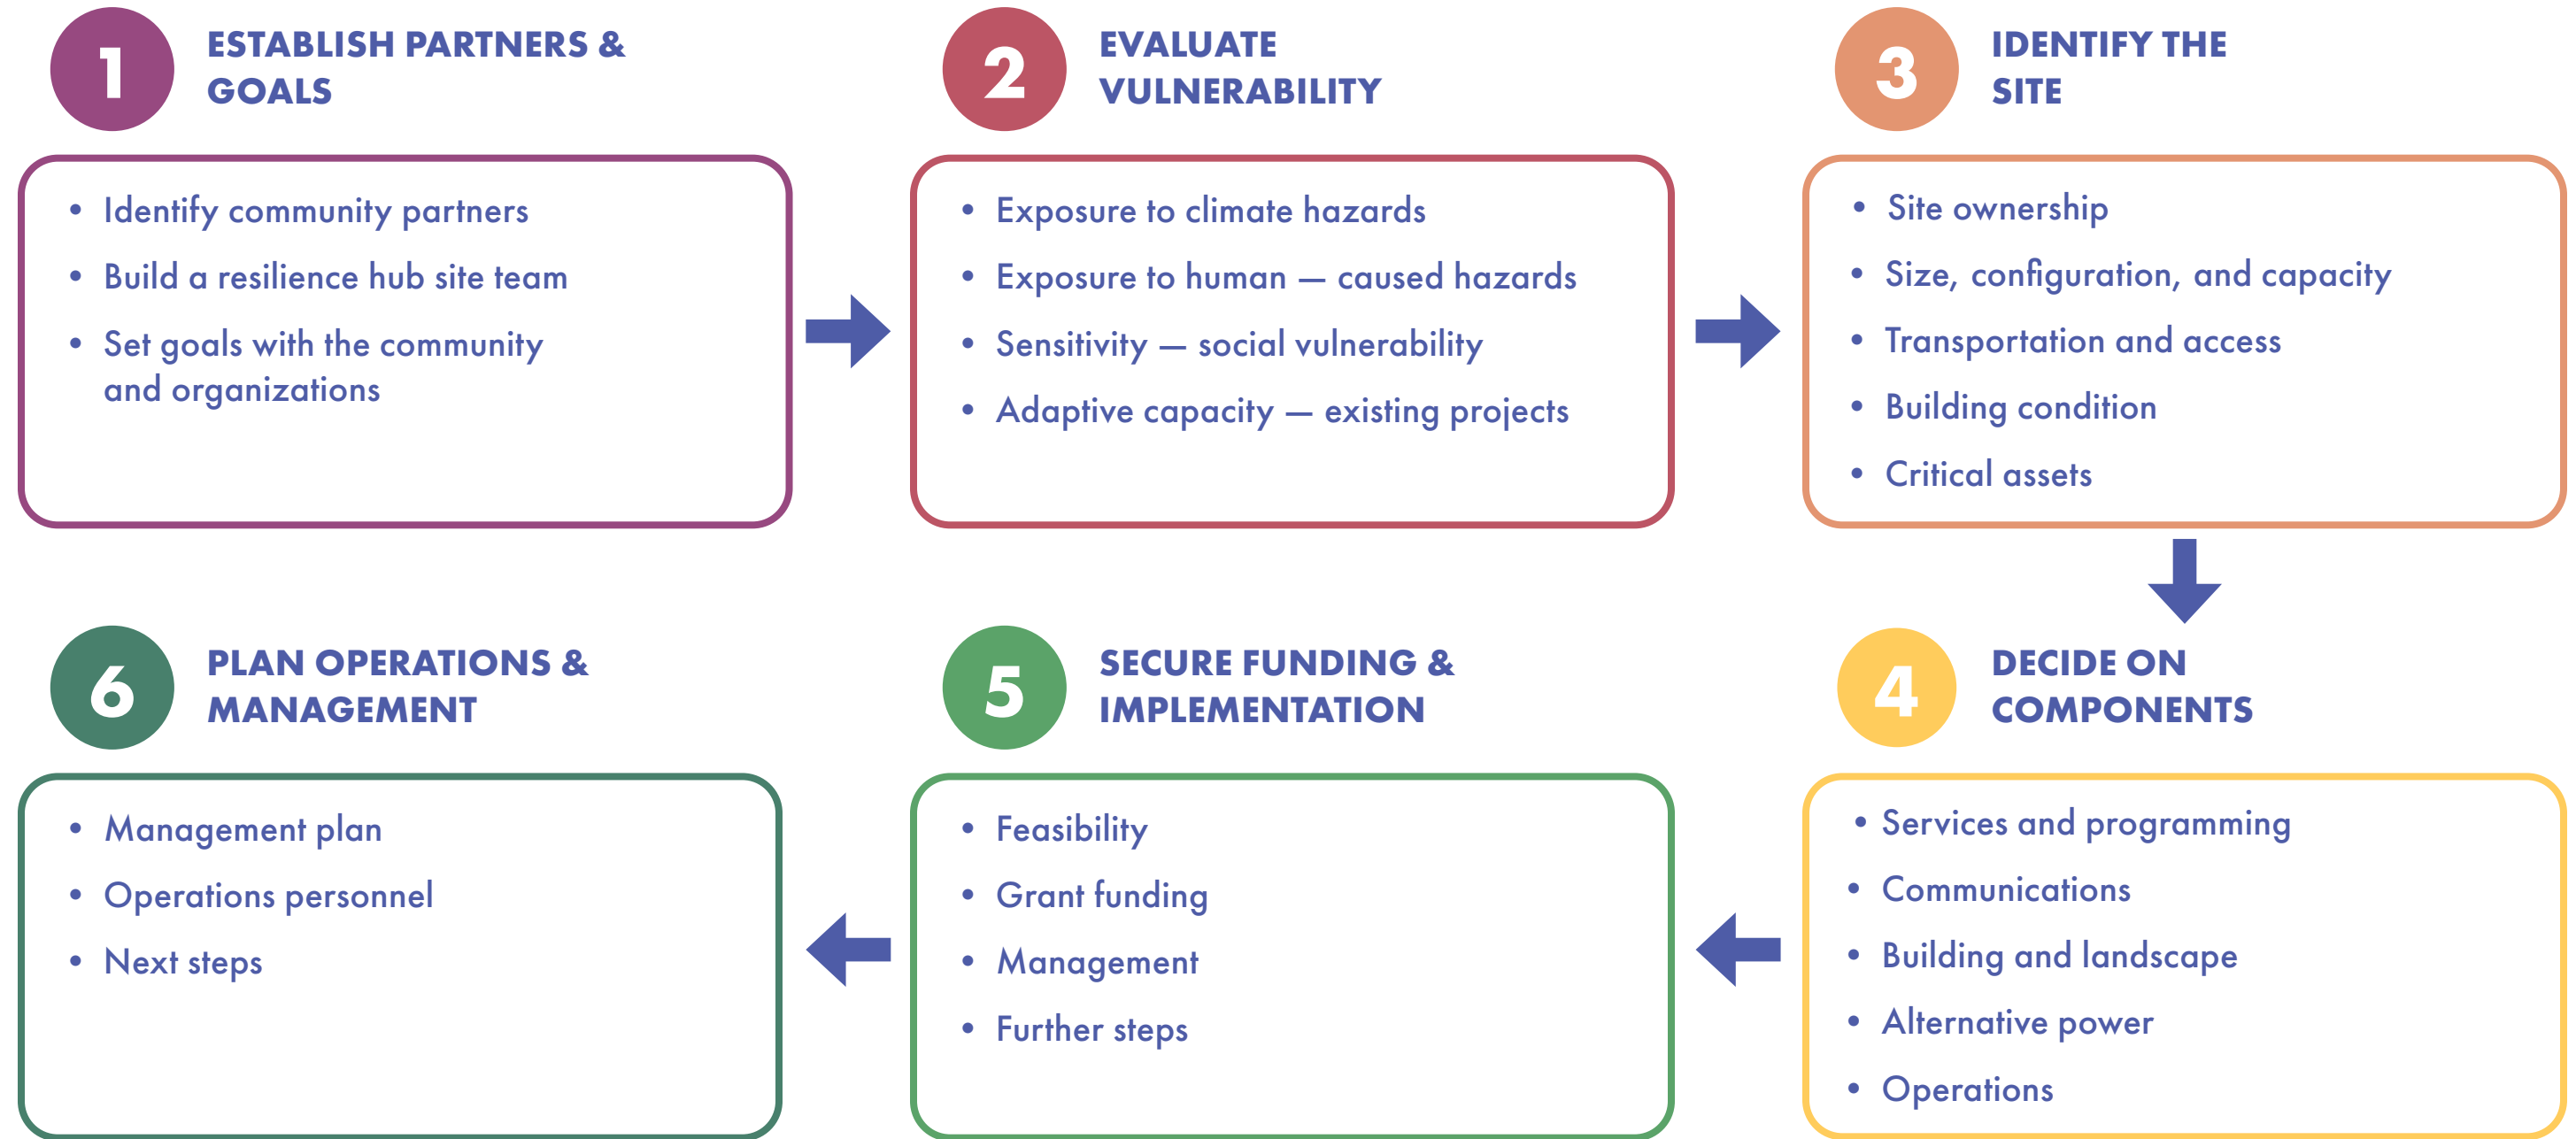 1
ESTABLISH PARTNERS &
GOALS
• Identify community partners
• Build a resilience hub site team
• Set goals with the community
and organizations
2
EVALUATE
VULNERABILITY
• Exposure to climate hazards
• Exposure to human — caused hazards
• Sensitivity — social vulnerability
• Adaptive capacity — existing projects
3
IDENTIFY THE
SITE
• Site ownership
• Size, configuration, and capacity
• Transportation and access
• Building condition
• Critical assets
4
DECIDE ON
COMPONENTS
• Services and programming
• Communications
• Building and landscape
• Alternative power
• Operations
5
SECURE FUNDING &
IMPLEMENTATION
• Feasibility
• Grant funding
• Management
• Further steps
6
PLAN OPERATIONS &
MANAGEMENT
• Management plan
• Operations personnel
• Next steps